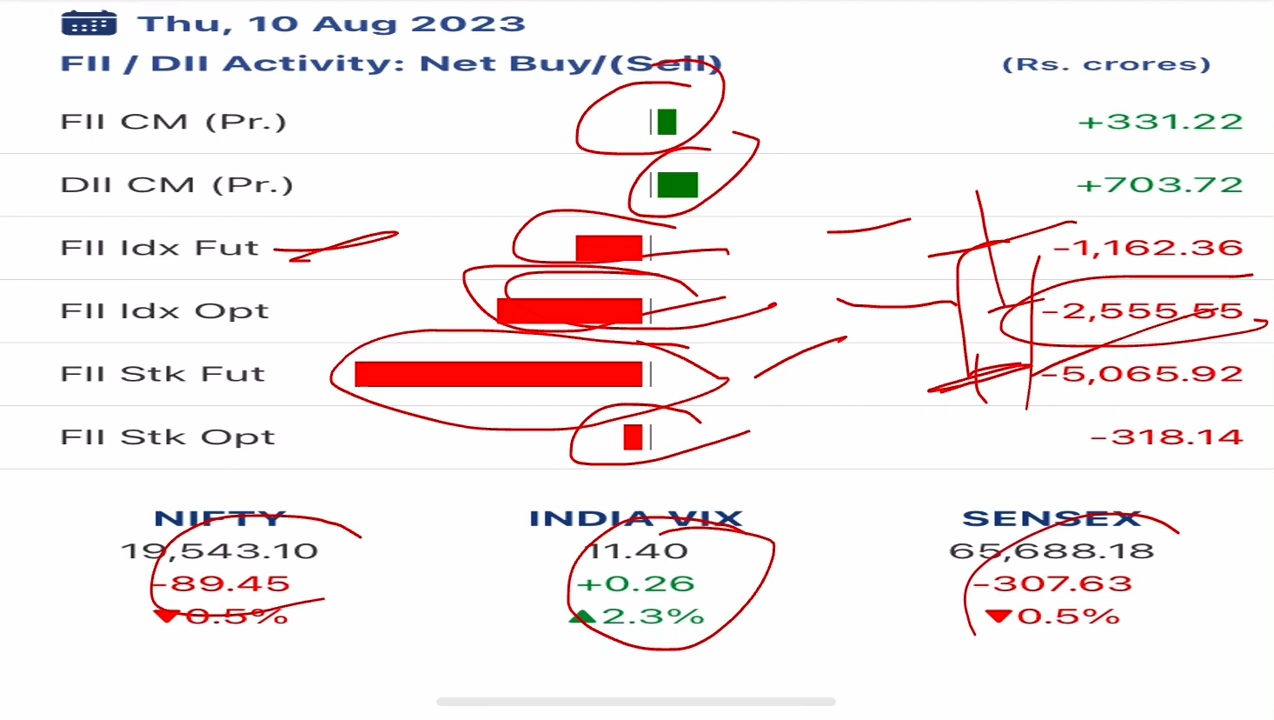 Thu, 10 Aug 2023
FII / DII Activity: Net Buy/(Sell) (Rs. crores)
FII CM (Pr.) +331.22
DII CM (Pr.) +703.72
FII Idx Fut -1,162.36
FII Idx Opt -2,555.55
FII Stk Fut -5,065.92
FII Stk Opt -318.14
NIFTY INDIA VIX SENSEX
19,543.10 11.40 65,688.18
-89.45 +0.26 -307.63
▼0.5% ▲2.3% ▼0.5%